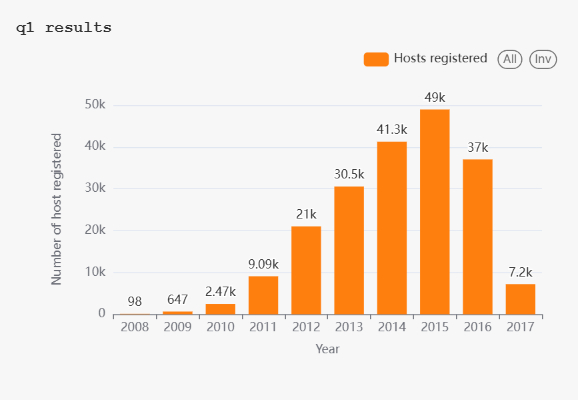 q1 results
Hosts registered All Inv
Number of host registered
50k
40k
30k
20k
10k
0
98
647
2.47k
9.09k
21k
30.5k
41.3k
49k
37k
7.2k
2008 2009 2010 2011 2012 2013 2014 2015 2016 2017
Year